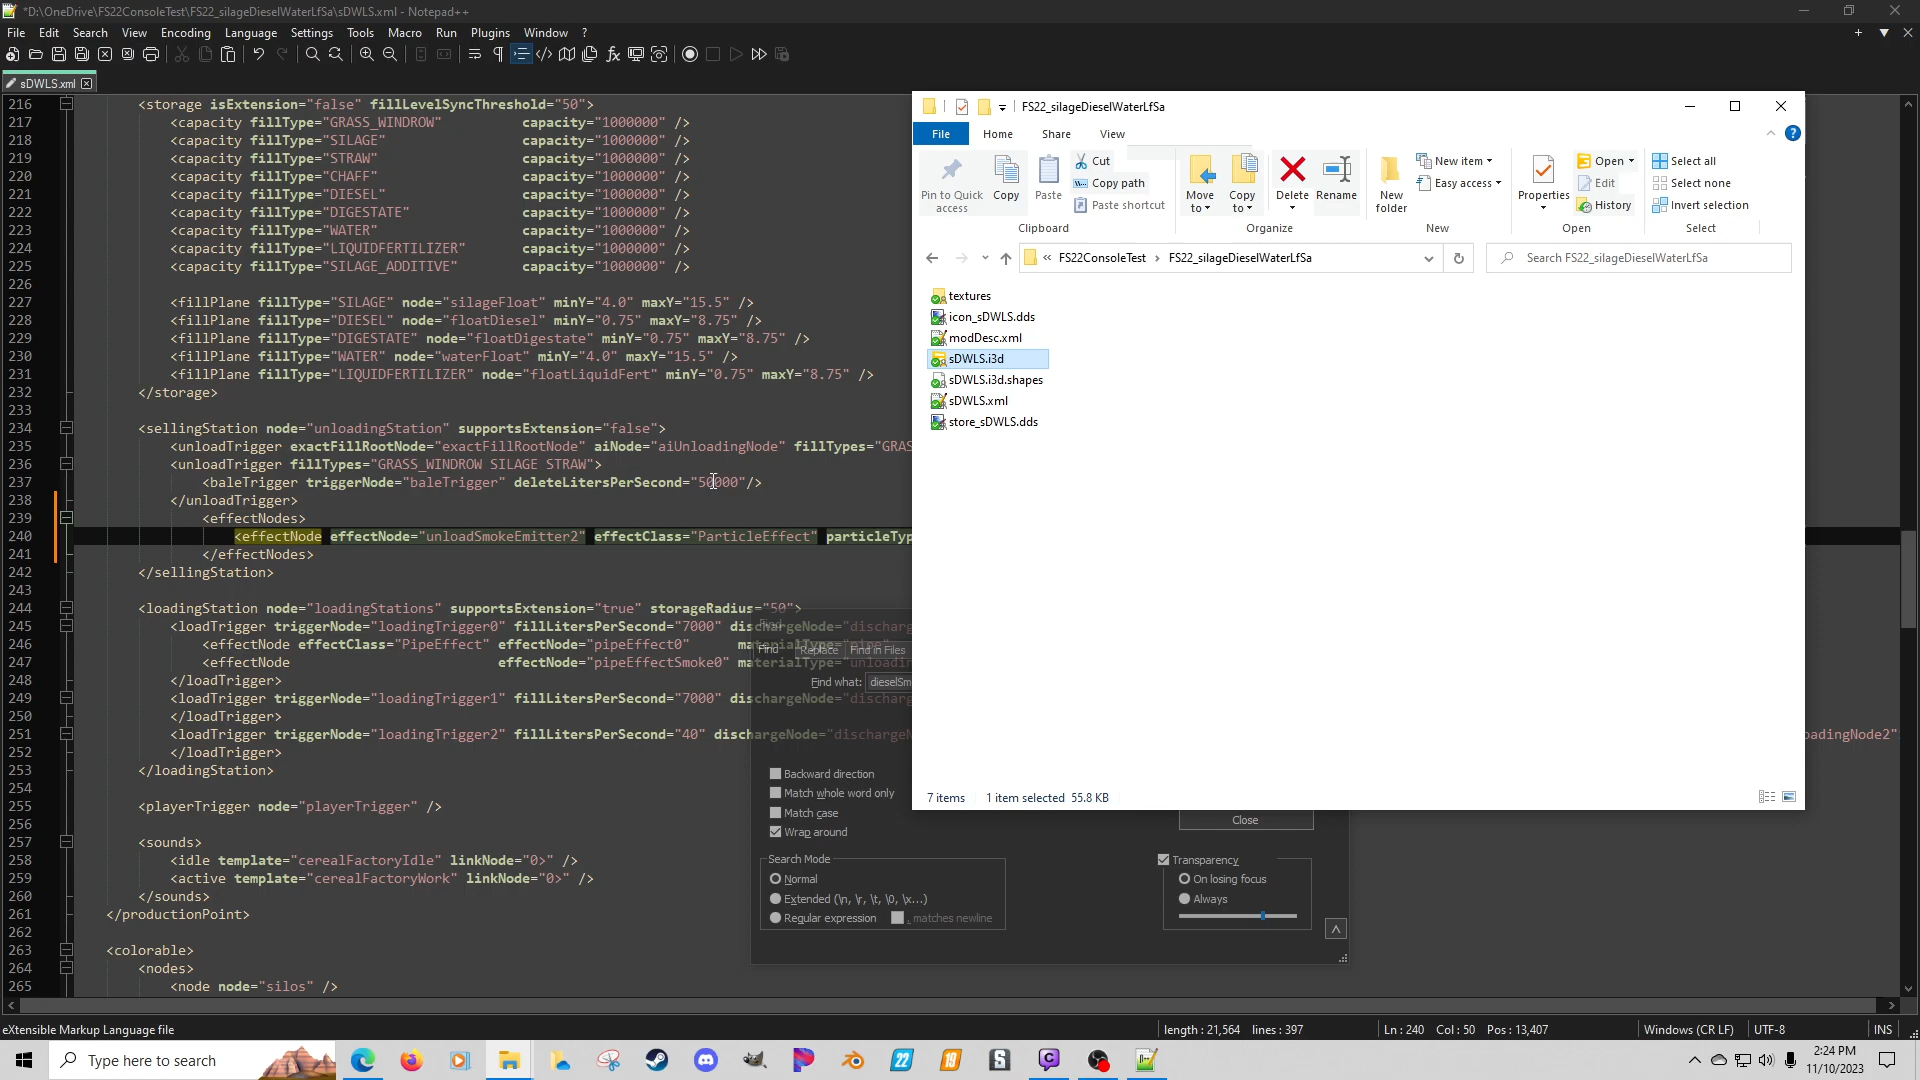 *D:\OneDrive\FS22ConsoleTest\FS22_silageDieselWaterLfSa\sDWLS.xml - Notepad++
File Edit Search View Encoding Language Settings Tools Macro Run Plugins Window ?
sDWLS.xml
216 <storage isExtension="false" fillLevelSyncThreshold="50">
217 <capacity fillType="GRASS_WINDROW" capacity="1000000" />
218 <capacity fillType="SILAGE" capacity="1000000" />
219 <capacity fillType="STRAW" capacity="1000000" />
220 <capacity fillType="CHAFF" capacity="1000000" />
221 <capacity fillType="DIESEL" capacity="1000000" />
222 <capacity fillType="DIGESTATE" capacity="1000000" />
223 <capacity fillType="WATER" capacity="1000000" />
224 <capacity fillType="LIQUIDFERTILIZER" capacity="1000000" />
225 <capacity fillType="SILAGE_ADDITIVE" capacity="1000000" />
226
227 <fillPlane fillType="SILAGE" node="silageFloat" minY="4.0" maxY="15.5" />
228 <fillPlane fillType="DIESEL" node="floatDiesel" minY="0.75" maxY="8.75" />
229 <fillPlane fillType="DIGESTATE" node="floatDigestate" minY="0.75" maxY="8.75" />
230 <fillPlane fillType="WATER" node="waterFloat" minY="4.0" maxY="15.5" />
231 <fillPlane fillType="LIQUIDFERTILIZER" node="floatLiquidFert" minY="0.75" maxY="8.75" />
232 </storage>
233
234 <sellingStation node="unloadingStation" supportsExtension="false">
235 <unloadTrigger exactFillRootNode="exactFillRootNode" aiNode="aiUnloadingNode" fillTypes="GRAS
236 <unloadTrigger fillTypes="GRASS_WINDROW SILAGE STRAW">
237 <baleTrigger triggerNode="baleTrigger" deleteLitersPerSecond="50000"/>
238 </unloadTrigger>
239 <effectNodes>
240 <effectNode effectNode="unloadSmokeEmitter2" effectClass="ParticleEffect" particleTyp
241 </effectNodes>
242 </sellingStation>
243
244 <loadingStation node="loadingStations" supportsExtension="true" storageRadius="50">
245 <loadTrigger triggerNode="loadingTrigger0" fillLitersPerSecond="7000" dischargeNode="discharg
246 <effectNode effectClass="PipeEffect" effectNode="pipeEffect0" materialType="pipe"
247 <effectNode effectNode="pipeEffectSmoke0" materialType="unloadin
248 </loadTrigger>
249 <loadTrigger triggerNode="loadingTrigger1" fillLitersPerSecond="7000" dischargeNode="discharg
250 </loadTrigger>
251 <loadTrigger triggerNode="loadingTrigger2" fillLitersPerSecond="40" dischargeNode="dischargeN oadingNode2"
252 </loadTrigger>
253 </loadingStation>
254
255 <playerTrigger node="playerTrigger" />
256
257 <sounds>
258 <idle template="cerealFactoryIdle" linkNode="0>" />
259 <active template="cerealFactoryWork" linkNode="0>" />
260 </sounds>
261 </productionPoint>
262
263 <colorable>
264 <nodes>
265 <node node="silos" />
Find
Find Replace Find in Files
Find what: dieselSm
Backward direction
Match whole word only
Match case
Wrap around
Close
Search Mode
Normal
Extended (\n, \r, \t, \0, \x...)
Regular expression . matches newline
Transparency
On losing focus
Always
FS22_silageDieselWaterLfSa
File Home Share View
Pin to Quick access
Copy
Paste
Cut
Copy path
Paste shortcut
Clipboard
Move to
Copy to
Delete
Rename
Organize
New folder
New item
Easy access
New
Properties
Open
Edit
History
Open
Select all
Select none
Invert selection
Select
« FS22ConsoleTest › FS22_silageDieselWaterLfSa
Search FS22_silageDieselWaterLfSa
textures
icon_sDWLS.dds
modDesc.xml
sDWLS.i3d
sDWLS.i3d.shapes
sDWLS.xml
store_sDWLS.dds
7 items 1 item selected 55.8 KB
eXtensible Markup Language file length : 21,564 lines : 397 Ln : 240 Col : 50 Pos : 13,407 Windows (CR LF) UTF-8 INS
Type here to search
22
19
2:24 PM
11/10/2023